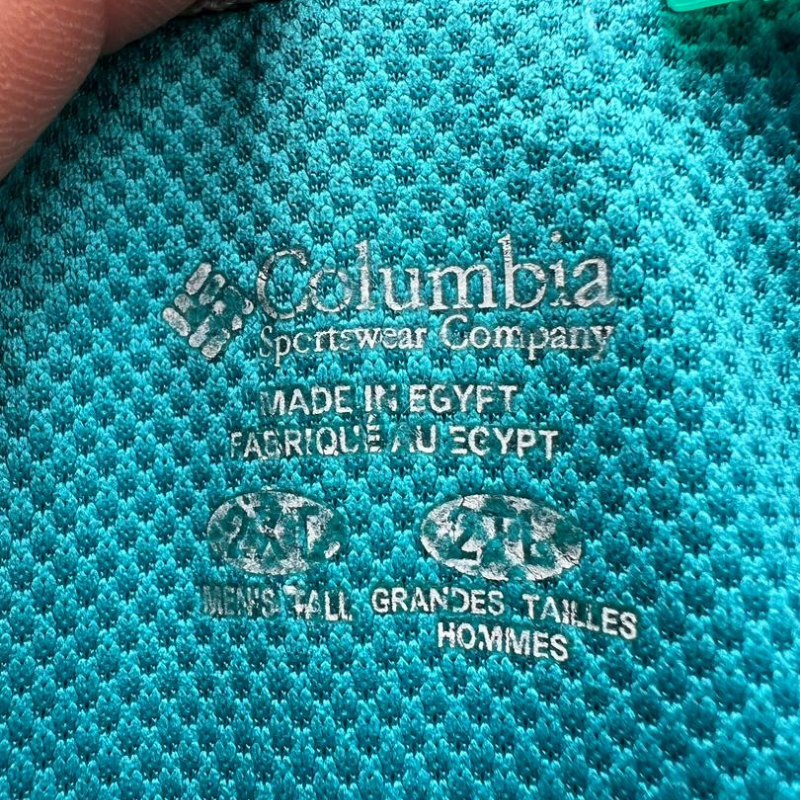 Columbia
Sportswear Company
MADE IN EGYPT
FABRIQUÉ AU EGYPT
MEN'S TALL GRANDES TAILLES
HOMMES